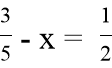 3/5 - x = 1/2